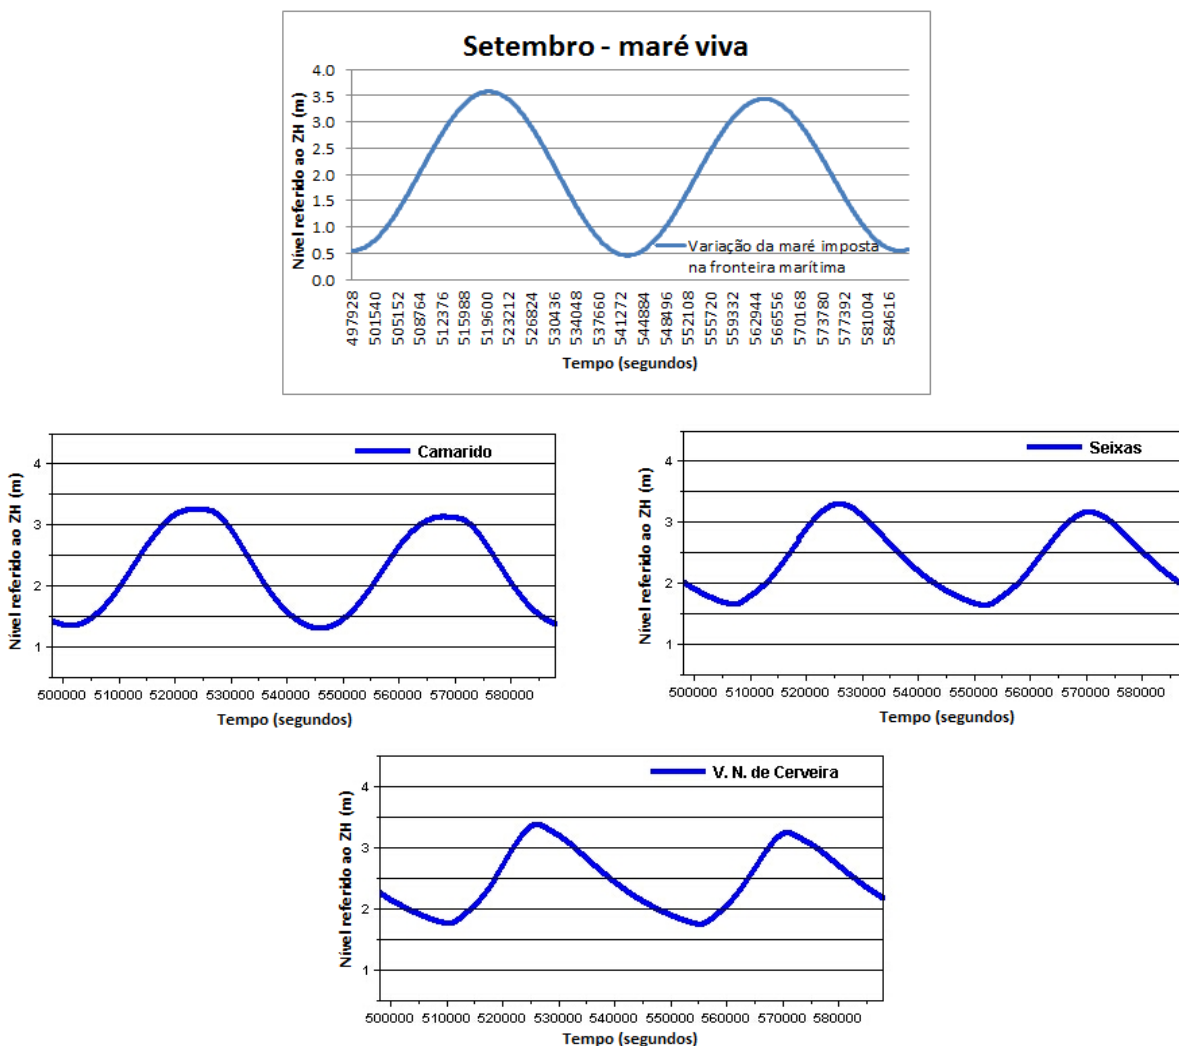 Setembro - maré viva
Nível referido ao ZH (m)
4.0
3.5
3.0
2.5
2.0
1.5
1.0
0.5
0.0
Variação da maré imposta
na fronteira marítima
497928
501540
505152
508764
512376
515988
519600
523212
526824
530436
534048
537660
541272
544884
548496
552108
555720
559332
562944
566556
570168
573780
577392
581004
584616
Tempo (segundos)
Camarido
Nível referido ao ZH (m)
4
3
2
1
500000 510000 520000 530000 540000 550000 560000 570000 580000
Tempo (segundos)
Seixas
Nível referido ao ZH (m)
4
3
2
1
500000 510000 520000 530000 540000 550000 560000 570000 580000
Tempo (segundos)
V. N. de Cerveira
Nível referido ao ZH (m)
4
3
2
1
500000 510000 520000 530000 540000 550000 560000 570000 580000
Tempo (segundos)